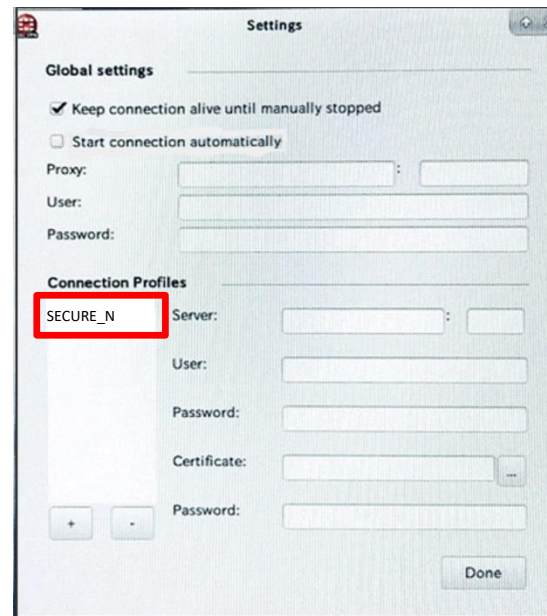 Settings
Global settings
Keep connection alive until manually stopped
Start connection automatically
Proxy: :
User:
Password:
Connection Profiles
SECURE_N
Server: :
User:
Password:
Certificate: ...
Password:
+ -
Done